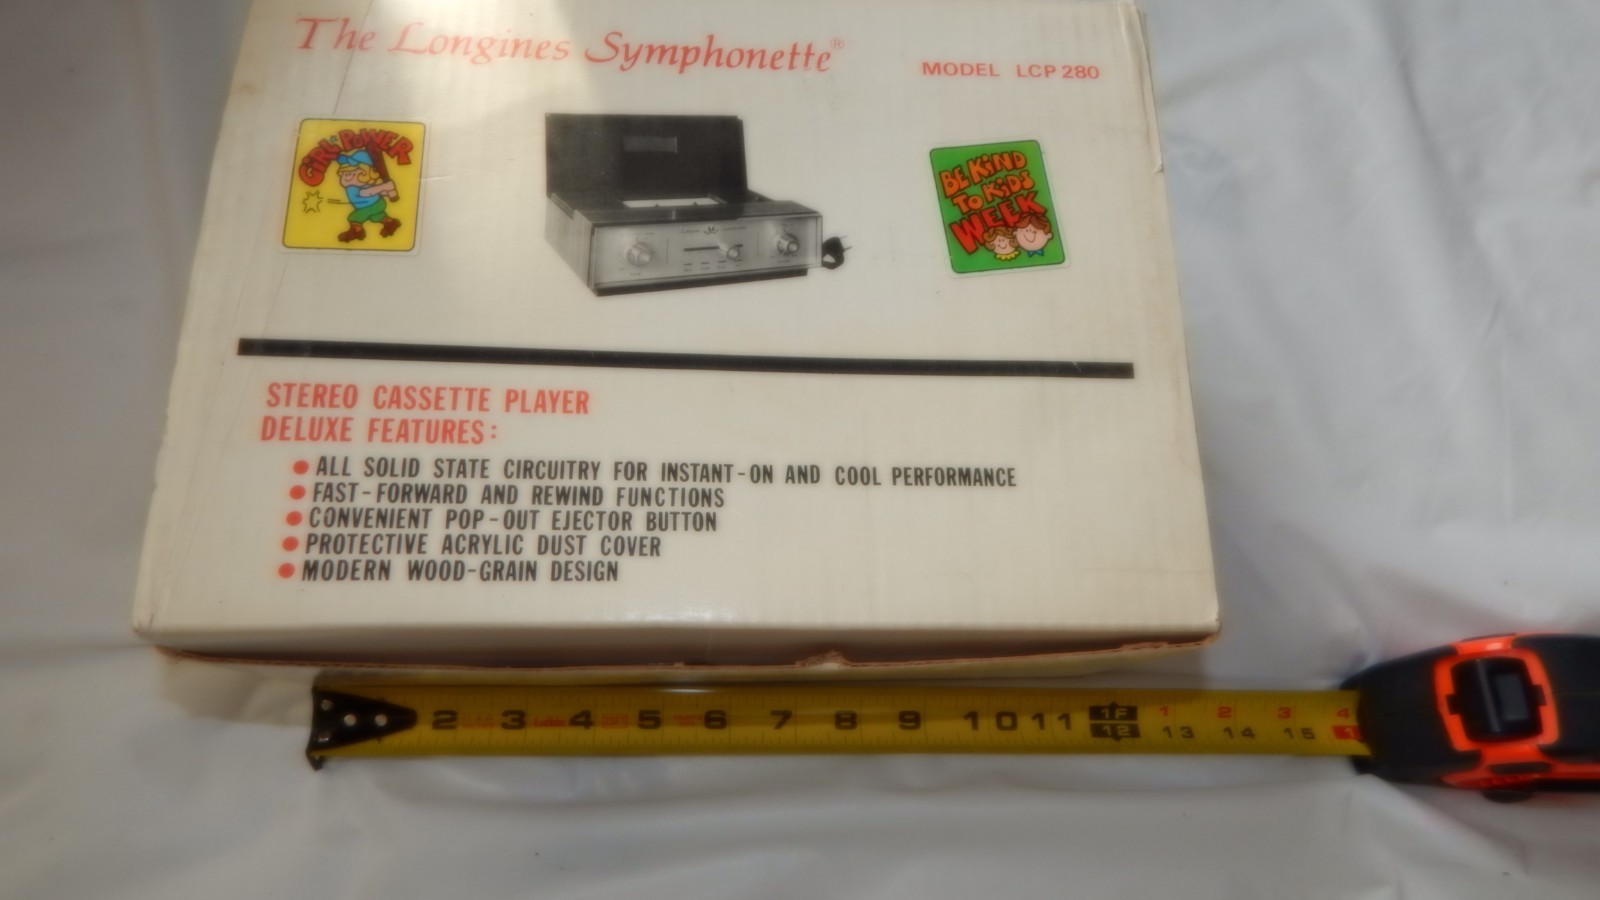 The Longines Symphonette®
MODEL LCP 280
GIRL POWER
BE KIND
TO KIDS
WEEK
STEREO CASSETTE PLAYER
DELUXE FEATURES:
● ALL SOLID STATE CIRCUITRY FOR INSTANT-ON AND COOL PERFORMANCE
● FAST-FORWARD AND REWIND FUNCTIONS
● CONVENIENT POP-OUT EJECTOR BUTTON
● PROTECTIVE ACRYLIC DUST COVER
● MODERN WOOD-GRAIN DESIGN
2 3 4 5 6 7 8 9 10 11 1F 1 2 3 4
12 13 14 15 1